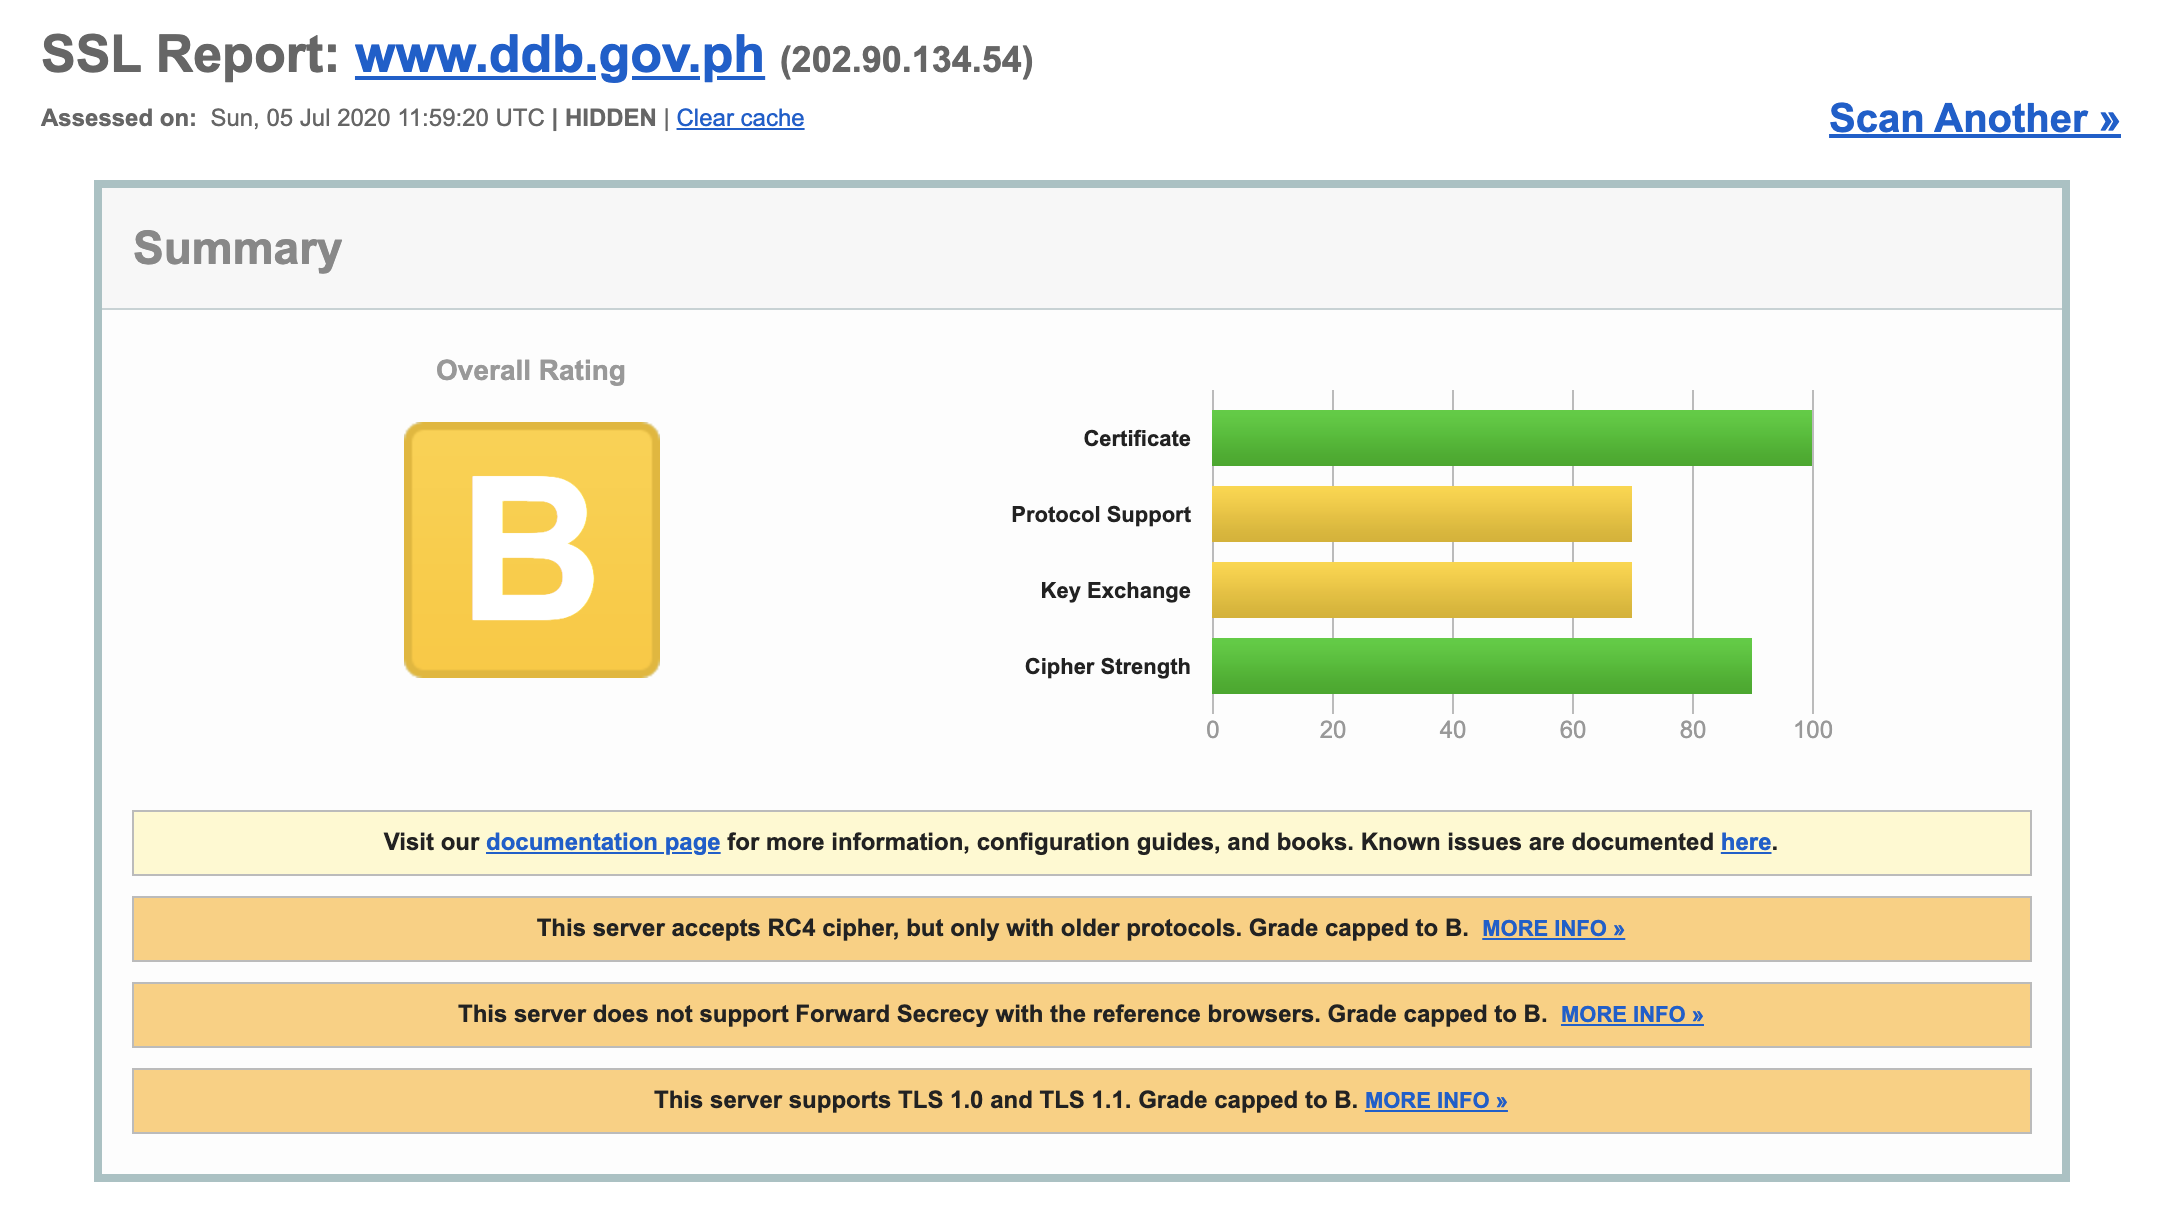 SSL Report: www.ddb.gov.ph (202.90.134.54)
Assessed on: Sun, 05 Jul 2020 11:59:20 UTC | HIDDEN | Clear cache
Scan Another »
Summary
Overall Rating
B
Certificate
Protocol Support
Key Exchange
Cipher Strength
0 20 40 60 80 100
Visit our documentation page for more information, configuration guides, and books. Known issues are documented here.
This server accepts RC4 cipher, but only with older protocols. Grade capped to B. MORE INFO »
This server does not support Forward Secrecy with the reference browsers. Grade capped to B. MORE INFO »
This server supports TLS 1.0 and TLS 1.1. Grade capped to B. MORE INFO »